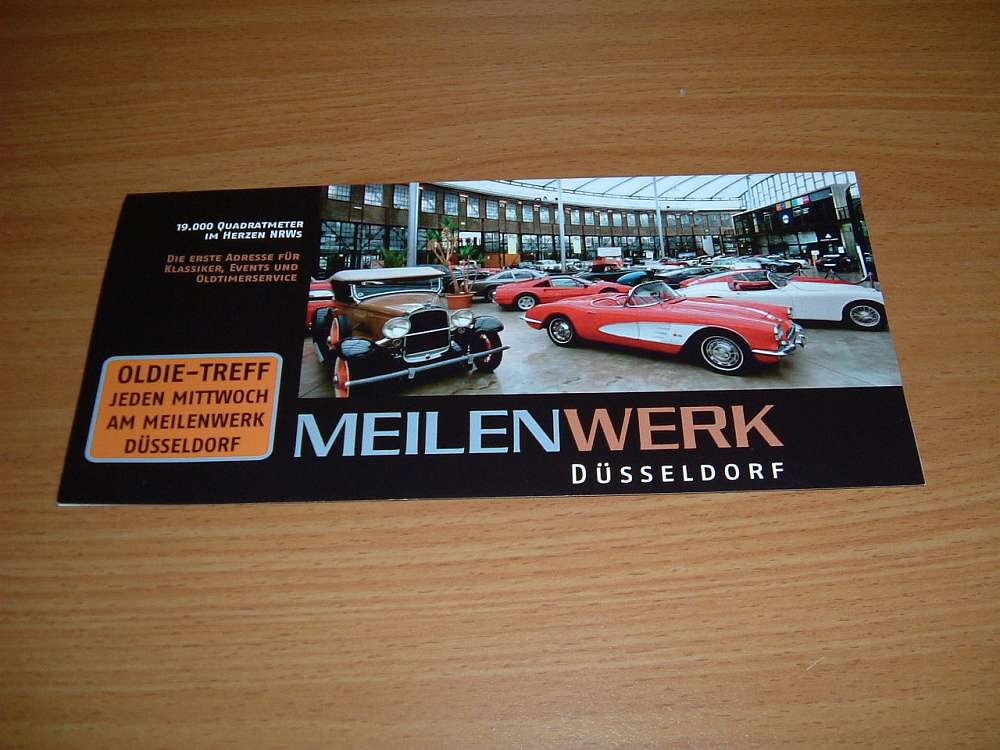 19.000 QUADRATMETER
IM HERZEN NRWS
DIE ERSTE ADRESSE FÜR
KLASSIKER, EVENTS UND
OLDTIMERSERVICE
OLDIE-TREFF
JEDEN MITTWOCH
AM MEILENWERK
DÜSSELDORF
MEILENWERK
DÜSSELDORF